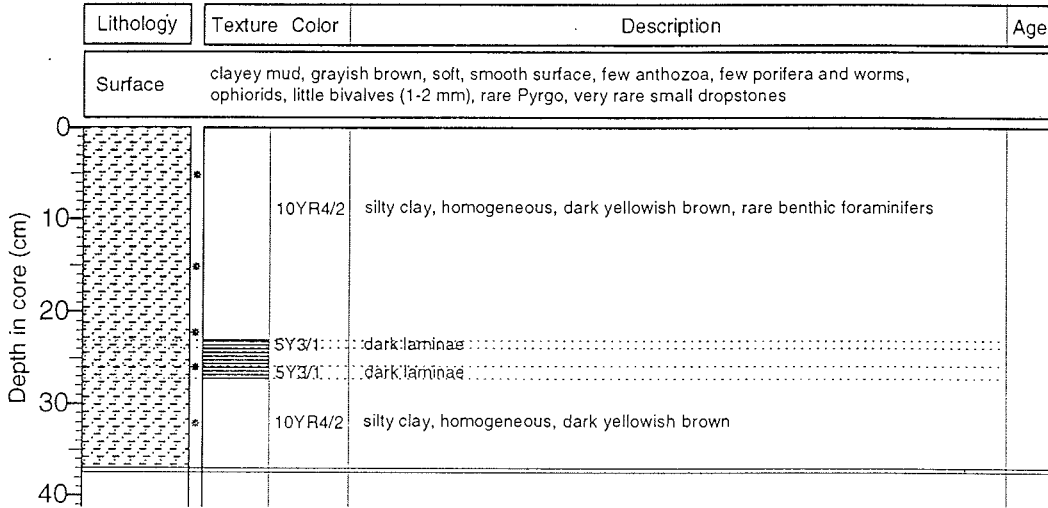 Lithology Texture Color Description Age
Surface clayey mud, grayish brown, soft, smooth surface, few anthozoa, few porifera and worms,
ophiorids, little bivalves (1-2 mm), rare Pyrgo, very rare small dropstones
0
10YR4/2 silty clay, homogeneous, dark yellowish brown, rare benthic foraminifers
10
20
5Y3/1 dark laminae
5Y3/1 dark laminae
30
10YR4/2 silty clay, homogeneous, dark yellowish brown
40
Depth in core (cm)